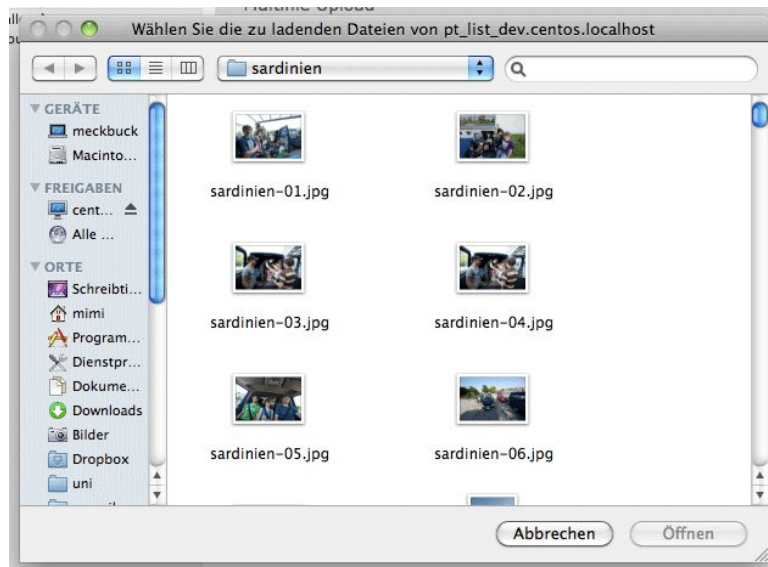 Multifile Upload
Wählen Sie die zu ladenden Dateien von pt_list_dev.centos.localhost
sardinien
GERÄTE
meckbuck
Macinto...
FREIGABEN
cent...
Alle ...
ORTE
Schreibti...
mimi
Program...
Dienstpr...
Dokume...
Downloads
Bilder
Dropbox
uni
sardinien-01.jpg
sardinien-02.jpg
sardinien-03.jpg
sardinien-04.jpg
sardinien-05.jpg
sardinien-06.jpg
Abbrechen
Öffnen